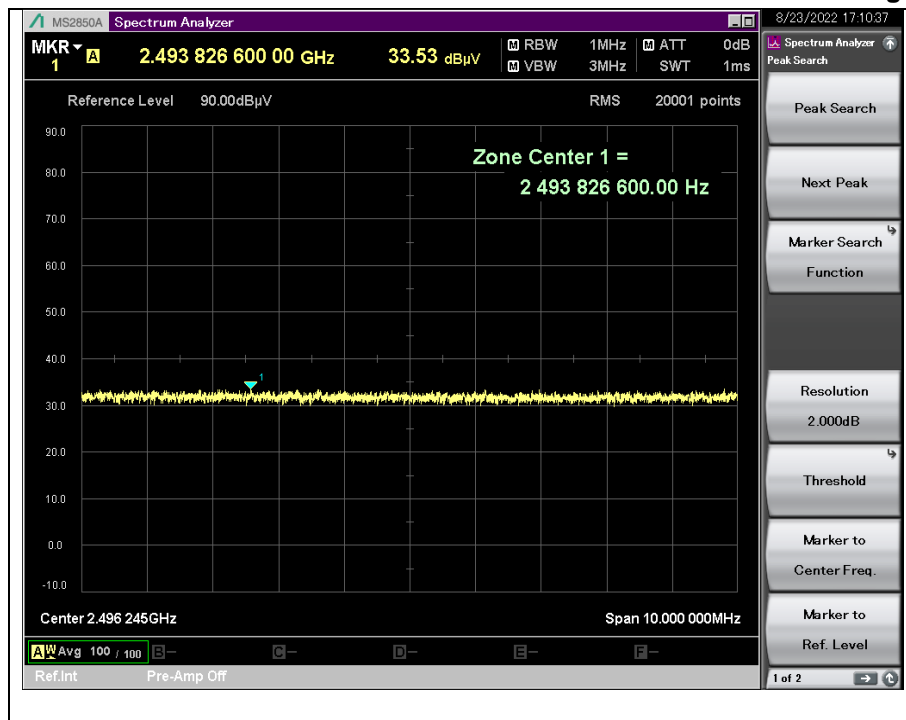 MS2850A Spectrum Analyzer
8/23/2022 17:10:37
MKR 1 A 2.493 826 600 00 GHz 33.53 dBµV
M RBW 1MHz M ATT 0dB
M VBW 3MHz SWT 1ms
Spectrum Analyzer
Peak Search
Reference Level 90.00dBµV RMS 20001 points
90.0
80.0
70.0
60.0
50.0
40.0
30.0
20.0
10.0
0.0
-10.0
Zone Center 1 =
2 493 826 600.00 Hz
1
Center 2.496 245GHz Span 10.000 000MHz
A W Avg 100 / 100 B– C– D– E– F–
Ref.Int Pre-Amp Off
Peak Search
Next Peak
Marker Search
Function
Resolution
2.000dB
Threshold
Marker to
Center Freq.
Marker to
Ref. Level
1 of 2